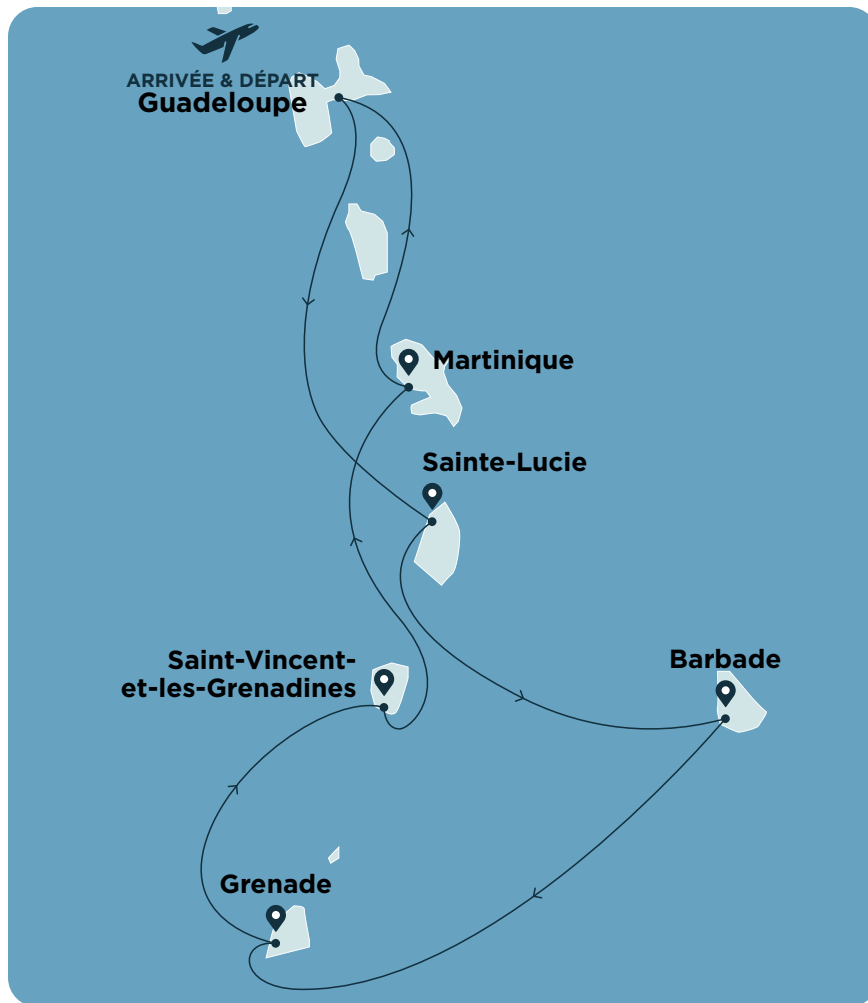 ARRIVÉE & DÉPART
Guadeloupe
Martinique
Sainte-Lucie
Saint-Vincent-
et-les-Grenadines
Barbade
Grenade